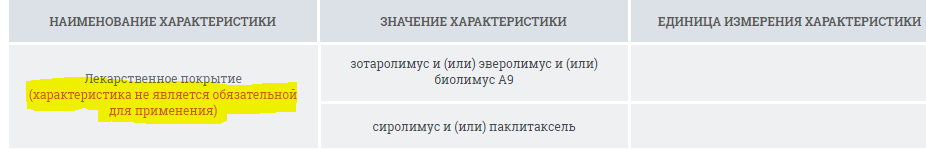 НАИМЕНОВАНИЕ ХАРАКТЕРИСТИКИ
ЗНАЧЕНИЕ ХАРАКТЕРИСТИКИ
ЕДИНИЦА ИЗМЕРЕНИЯ ХАРАКТЕРИСТИКИ
Лекарственное покрытие
(характеристика не является обязательной
для применения)
зотаролимус и (или) эверолимус и (или)
биолимус А9
сиролимус и (или) паклитаксель